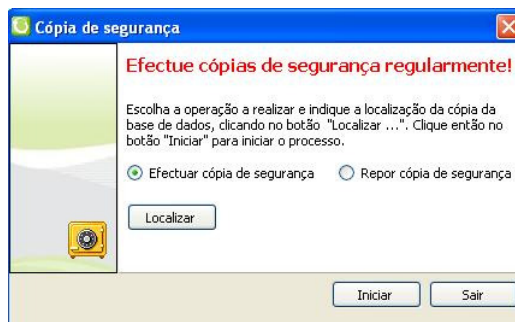 Cópia de segurança
Efectue cópias de segurança regularmente!
Escolha a operação a realizar e indique a localização da cópia da
base de dados, clicando no botão "Localizar ...". Clique então no
botão "Iniciar" para iniciar o processo.
Efectuar cópia de segurança Repor cópia de segurança
Localizar
Iniciar Sair